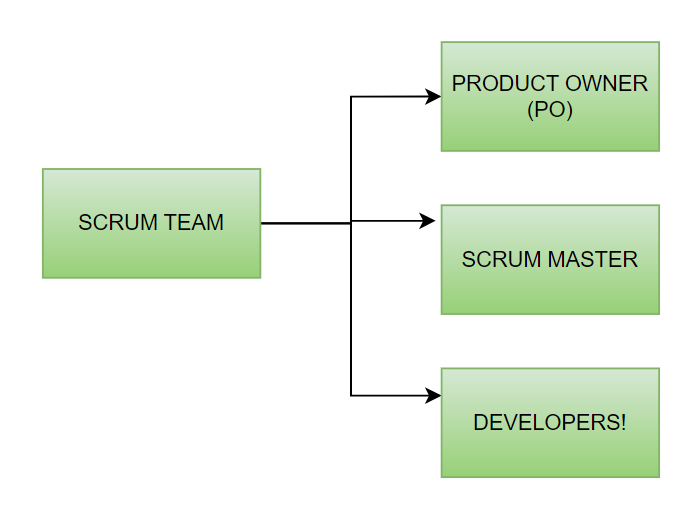 SCRUM TEAM
PRODUCT OWNER
(PO)
SCRUM MASTER
DEVELOPERS!